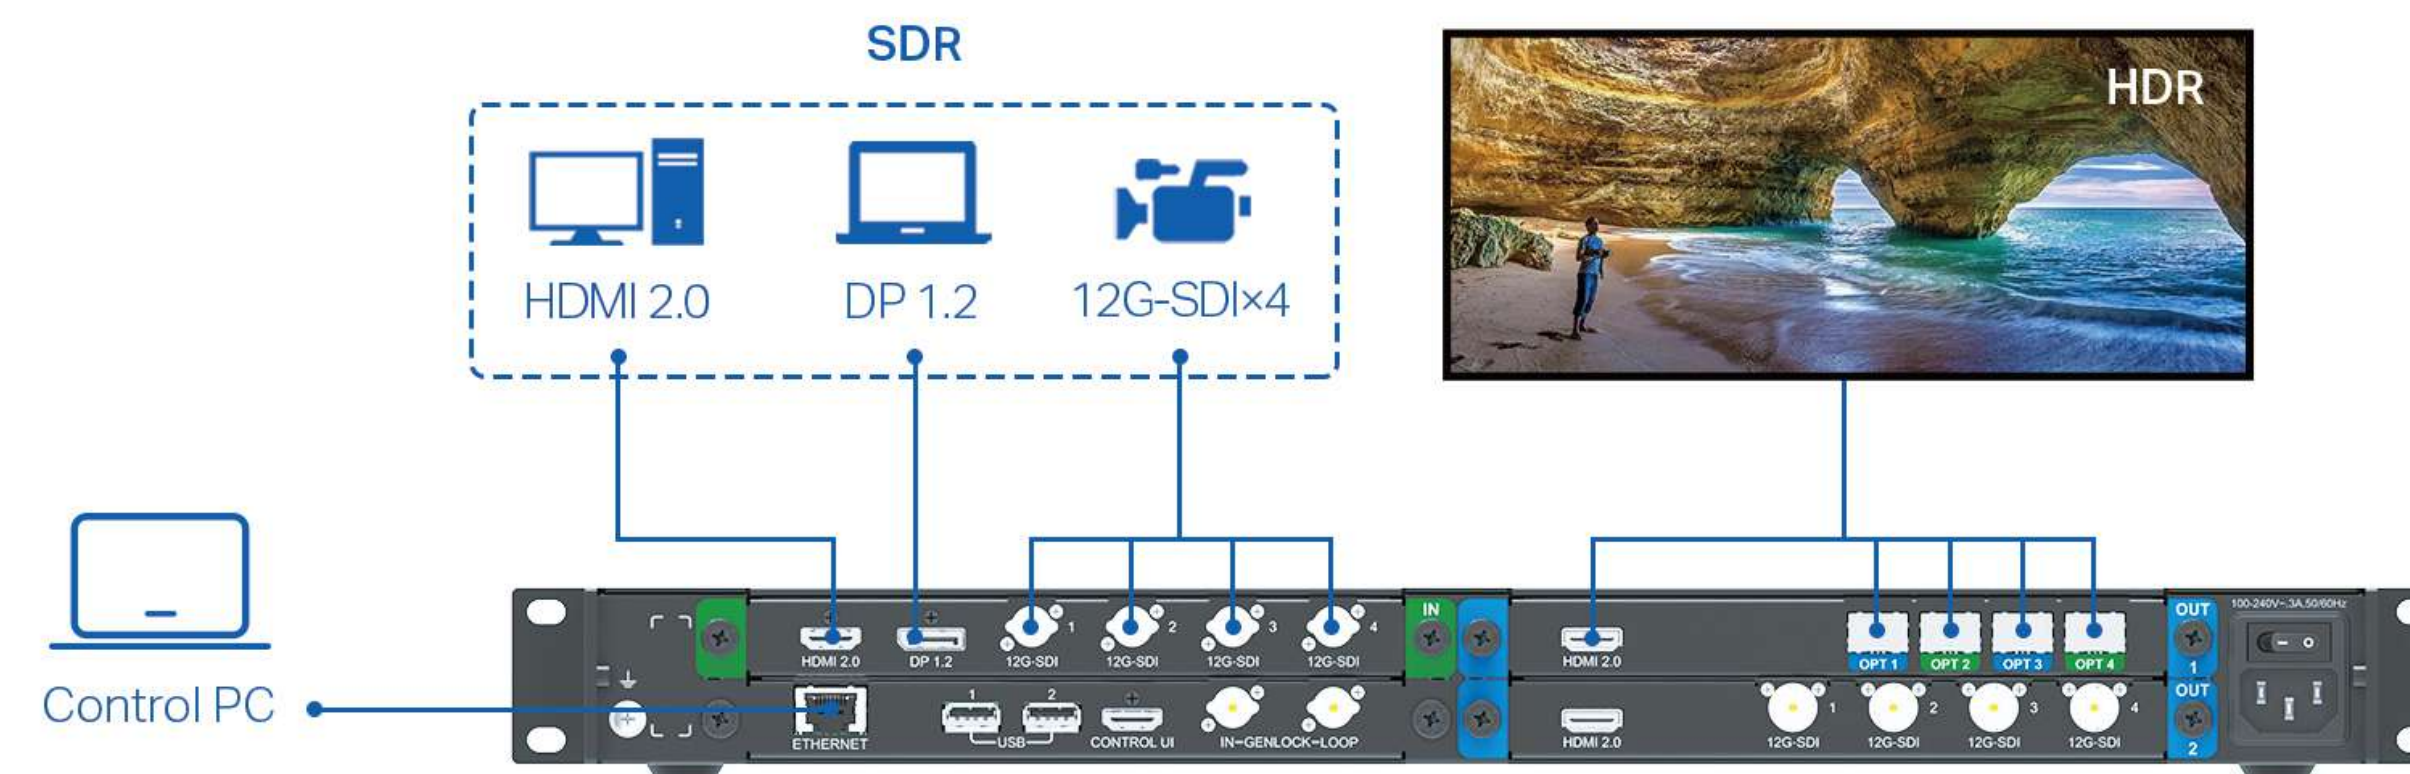 SDR
HDR
HDMI 2.0
DP 1.2
12G-SDI×4
Control PC
IN
OUT
1
100-240V~.3A,50/60Hz
HDMI 2.0
DP 1.2
12G-SDI
1
12G-SDI
2
12G-SDI
3
12G-SDI
4
HDMI 2.0
OPT 1
OPT 2
OPT 3
OPT 4
ETHERNET
1
2
USB
CONTROL UI
IN-GENLOCK-LOOP
HDMI 2.0
12G-SDI
1
12G-SDI
2
12G-SDI
3
12G-SDI
4
OUT
2